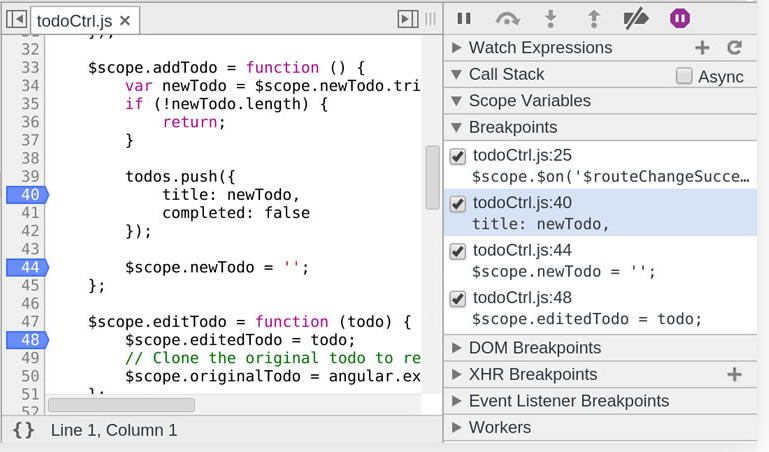 todoCtrl.js ×
32
33 $scope.addTodo = function () {
34 var newTodo = $scope.newTodo.tri
35 if (!newTodo.length) {
36 return;
37 }
38
39 todos.push({
40 title: newTodo,
41 completed: false
42 });
43
44 $scope.newTodo = '';
45 };
46
47 $scope.editTodo = function (todo) {
48 $scope.editedTodo = todo;
49 // Clone the original todo to re
50 $scope.originalTodo = angular.ex
51 };
52
{} Line 1, Column 1
Watch Expressions
Call Stack
Async
Scope Variables
Breakpoints
todoCtrl.js:25
$scope.$on('$routeChangeSucce…
todoCtrl.js:40
title: newTodo,
todoCtrl.js:44
$scope.newTodo = '';
todoCtrl.js:48
$scope.editedTodo = todo;
DOM Breakpoints
XHR Breakpoints
Event Listener Breakpoints
Workers